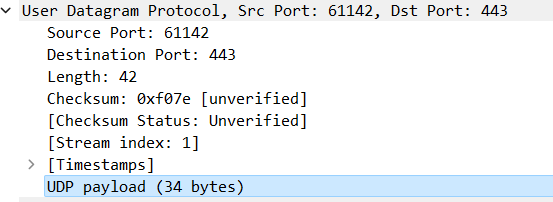 User Datagram Protocol, Src Port: 61142, Dst Port: 443
Source Port: 61142
Destination Port: 443
Length: 42
Checksum: 0xf07e [unverified]
[Checksum Status: Unverified]
[Stream index: 1]
[Timestamps]
UDP payload (34 bytes)